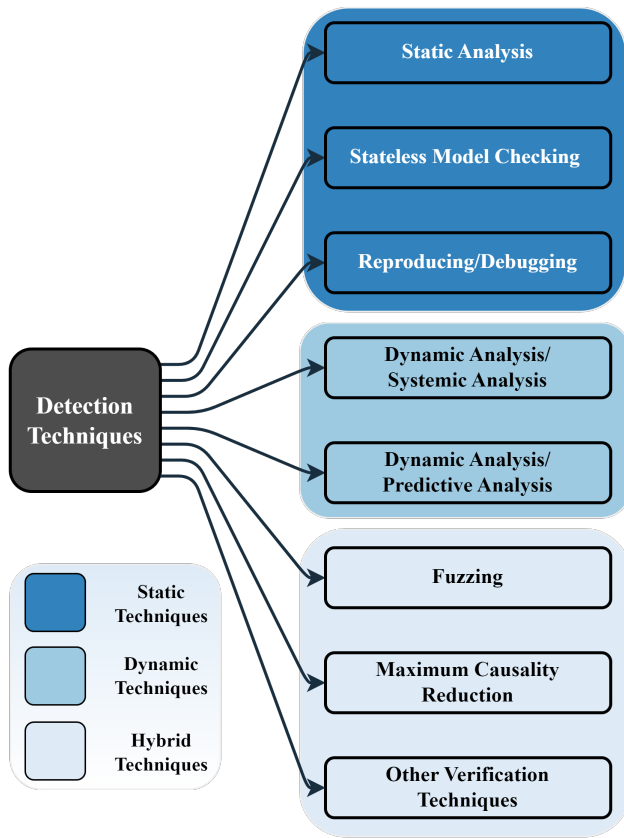 Static Analysis
Stateless Model Checking
Reproducing/Debugging
Detection
Techniques
Dynamic Analysis/
Systemic Analysis
Dynamic Analysis/
Predictive Analysis
Fuzzing
Maximum Causality
Reduction
Other Verification
Techniques
Static
Techniques
Dynamic
Techniques
Hybrid
Techniques